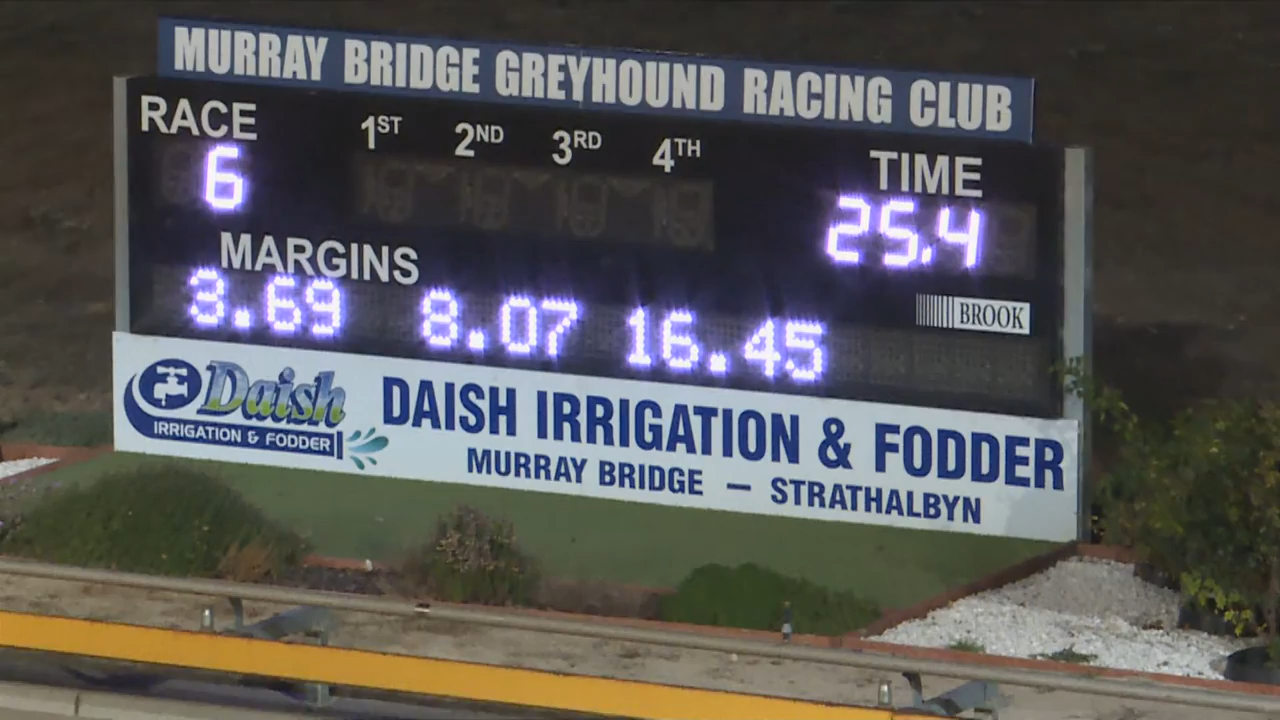 MURRAY BRIDGE GREYHOUND RACING CLUB
RACE 1ST 2ND 3RD 4TH TIME
6 25.4
MARGINS
3.69 8.07 16.45
BROOK
Daish
IRRIGATION & FODDER
DAISH IRRIGATION & FODDER
MURRAY BRIDGE — STRATHALBYN